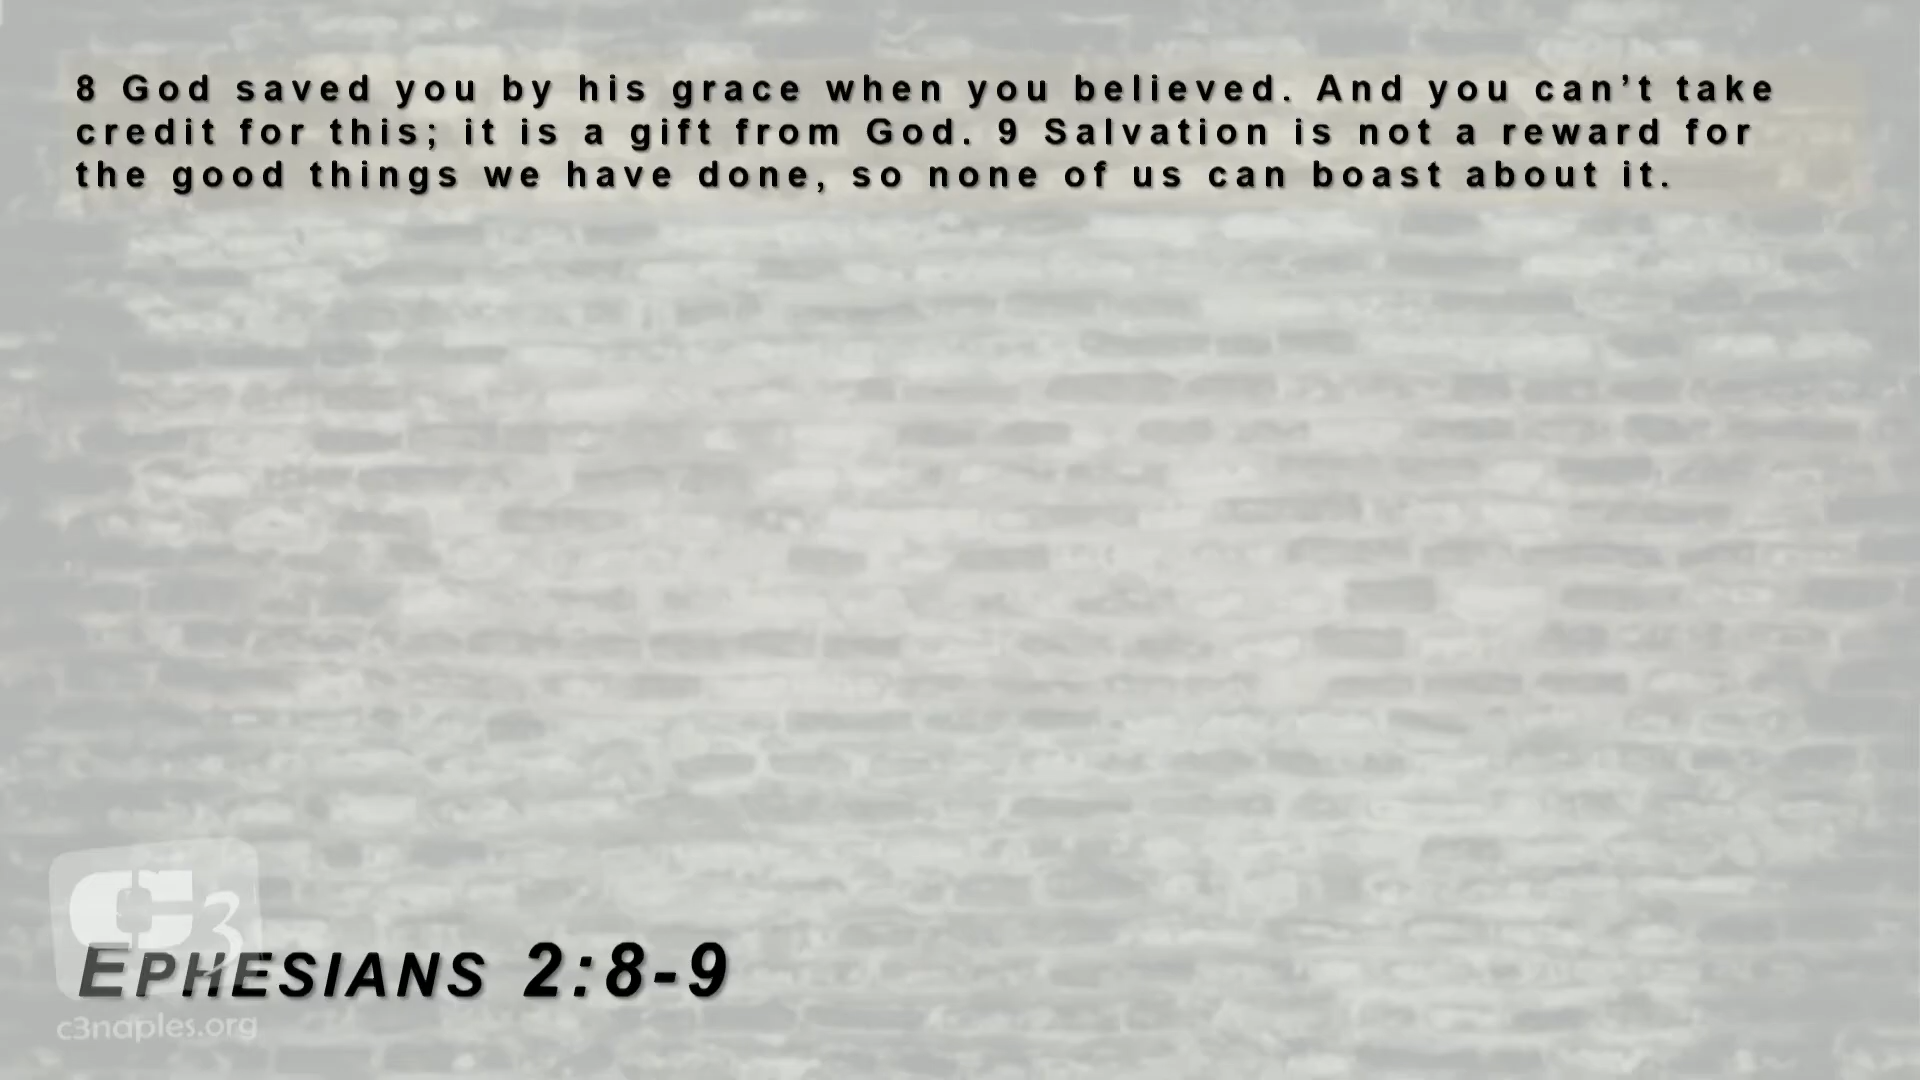 8 God saved you by his grace when you believed. And you can’t take
credit for this; it is a gift from God. 9 Salvation is not a reward for
the good things we have done, so none of us can boast about it.
C3
EPHESIANS 2:8-9
c3naples.org